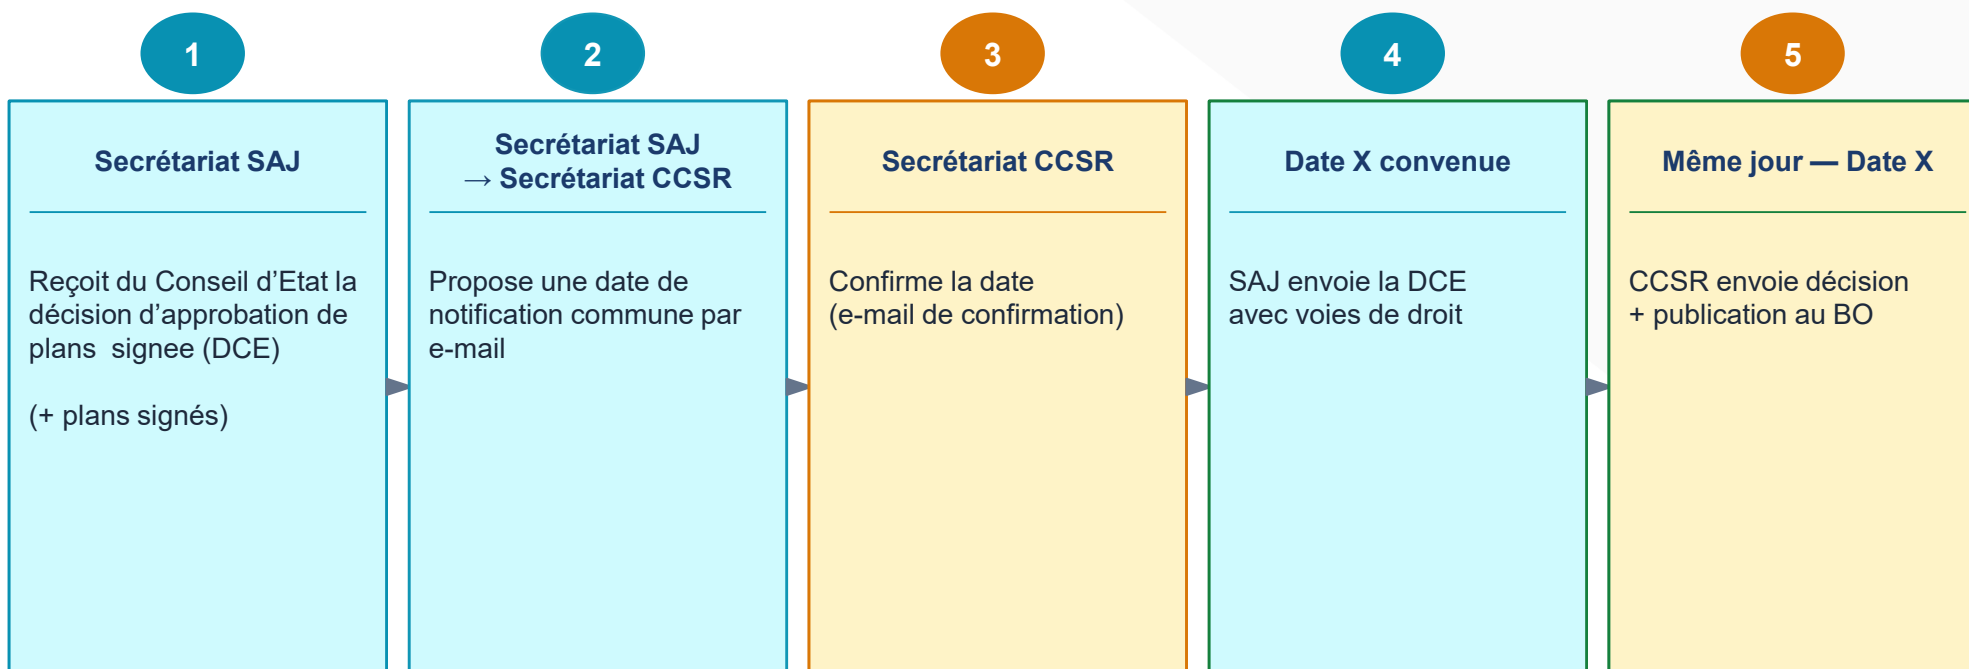 1
Secrétariat SAJ
Reçoit du Conseil d’Etat la
décision d’approbation de
plans  signee (DCE)
(+ plans signés)
2
Secrétariat SAJ
→ Secrétariat CCSR
Propose une date de
notification commune par
e-mail
3
Secrétariat CCSR
Confirme la date
(e-mail de confirmation)
4
Date X convenue
SAJ envoie la DCE
avec voies de droit
5
Même jour — Date X
CCSR envoie décision
+ publication au BO